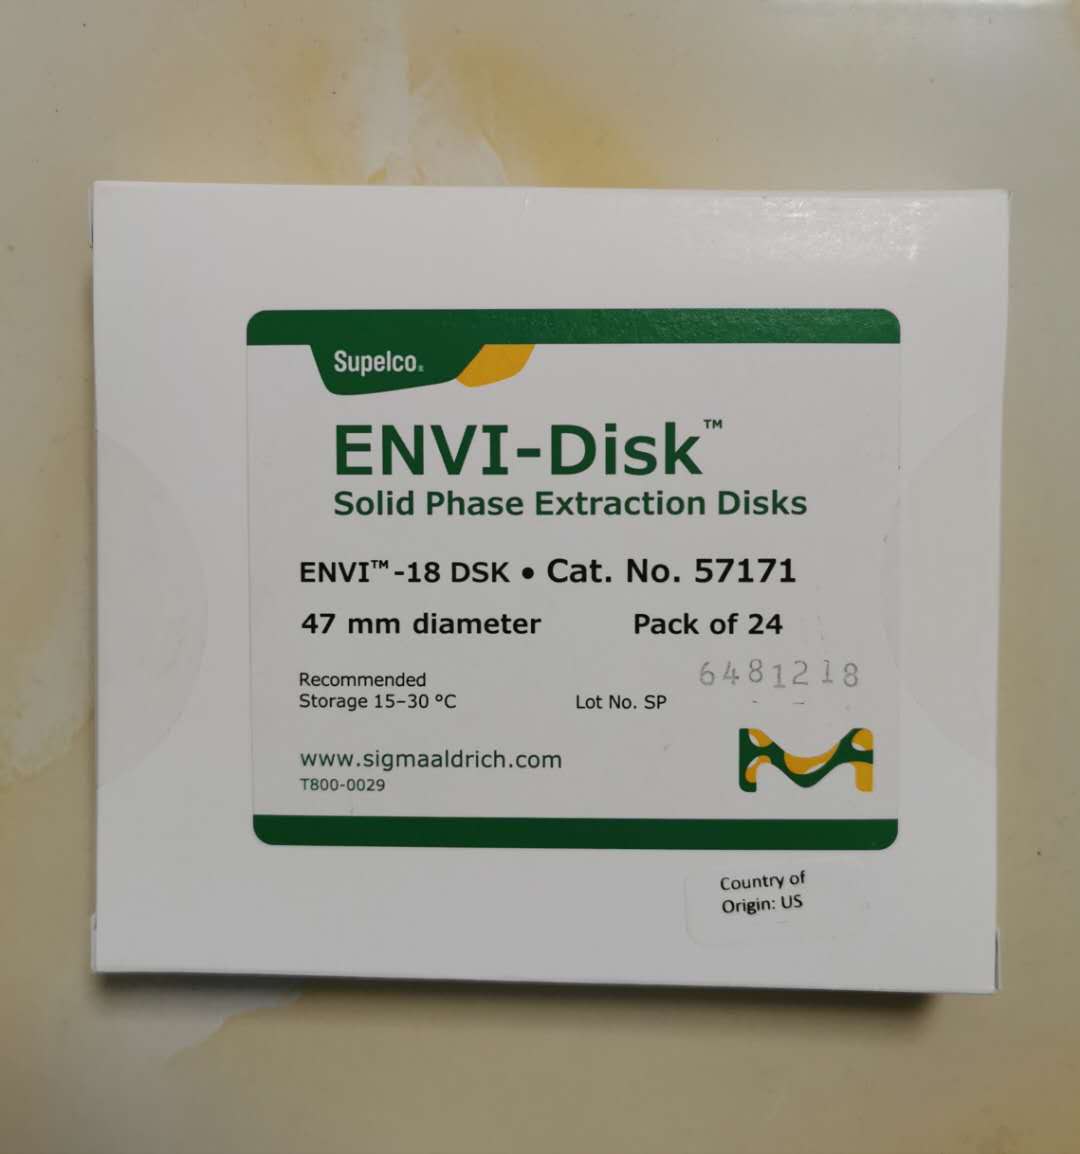 Supelco®
ENVI-Disk™
Solid Phase Extraction Disks
ENVI™-18 DSK • Cat. No. 57171
47 mm diameter Pack of 24
Recommended
Storage 15–30 °C
Lot No. SP 6481218
www.sigmaaldrich.com
T800-0029
Country of
Origin: US